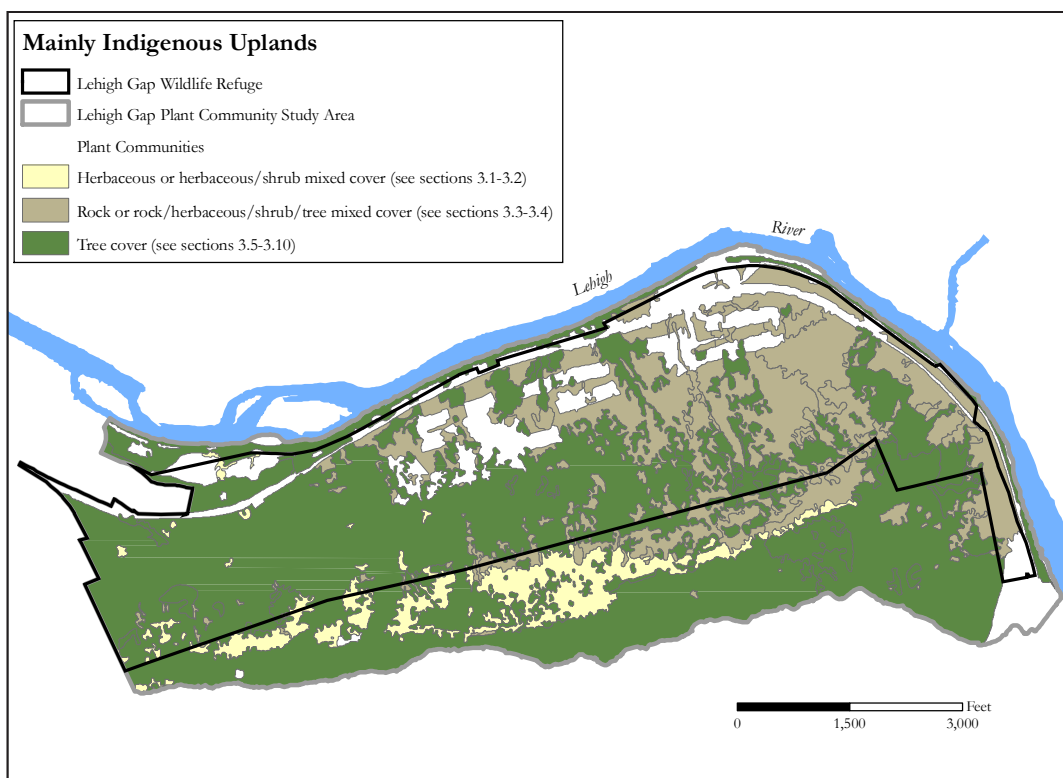 Mainly Indigenous Uplands
Lehigh Gap Wildlife Refuge
Lehigh Gap Plant Community Study Area
Plant Communities
Herbaceous or herbaceous/shrub mixed cover (see sections 3.1-3.2)
Rock or rock/herbaceous/shrub/tree mixed cover (see sections 3.3-3.4)
Tree cover (see sections 3.5-3.10)
Lehigh River
Feet
0 1,500 3,000